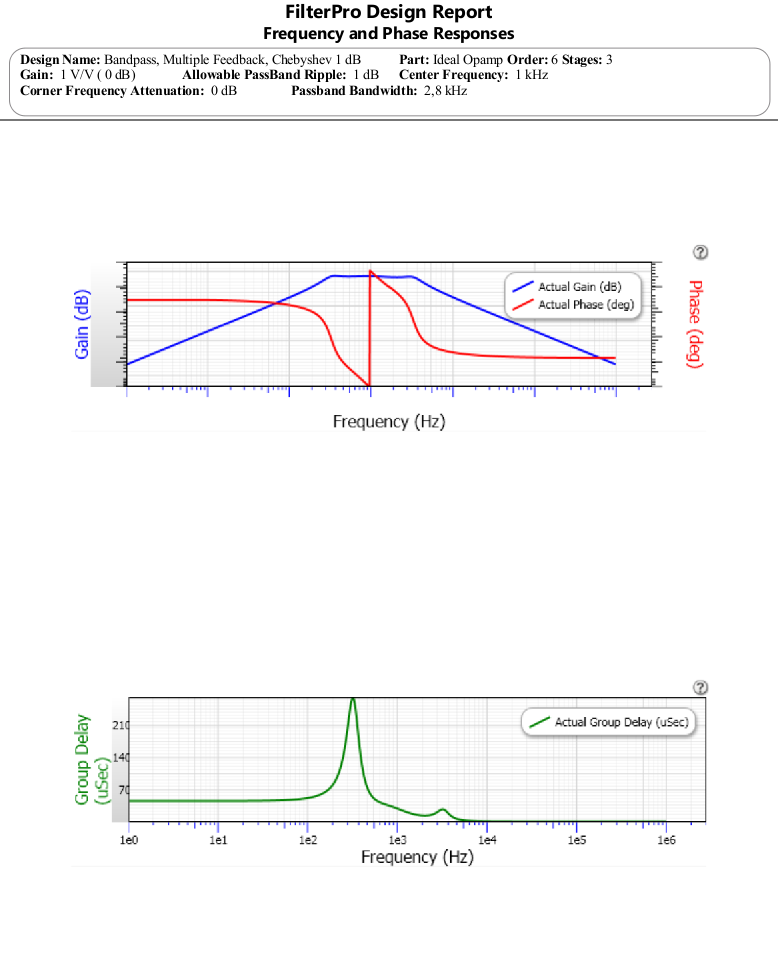 FilterPro Design Report
Frequency and Phase Responses
Design Name: Bandpass, Multiple Feedback, Chebyshev 1 dB Part: Ideal Opamp Order: 6 Stages: 3
Gain: 1 V/V ( 0 dB) Allowable PassBand Ripple: 1 dB Center Frequency: 1 kHz
Corner Frequency Attenuation: 0 dB Passband Bandwidth: 2,8 kHz
?
Actual Gain (dB)
Actual Phase (deg)
Gain (dB)
Phase (deg)
Frequency (Hz)
?
Actual Group Delay (uSec)
Group Delay
(uSec)
210
140
70
1e0 1e1 1e2 1e3 1e4 1e5 1e6
Frequency (Hz)